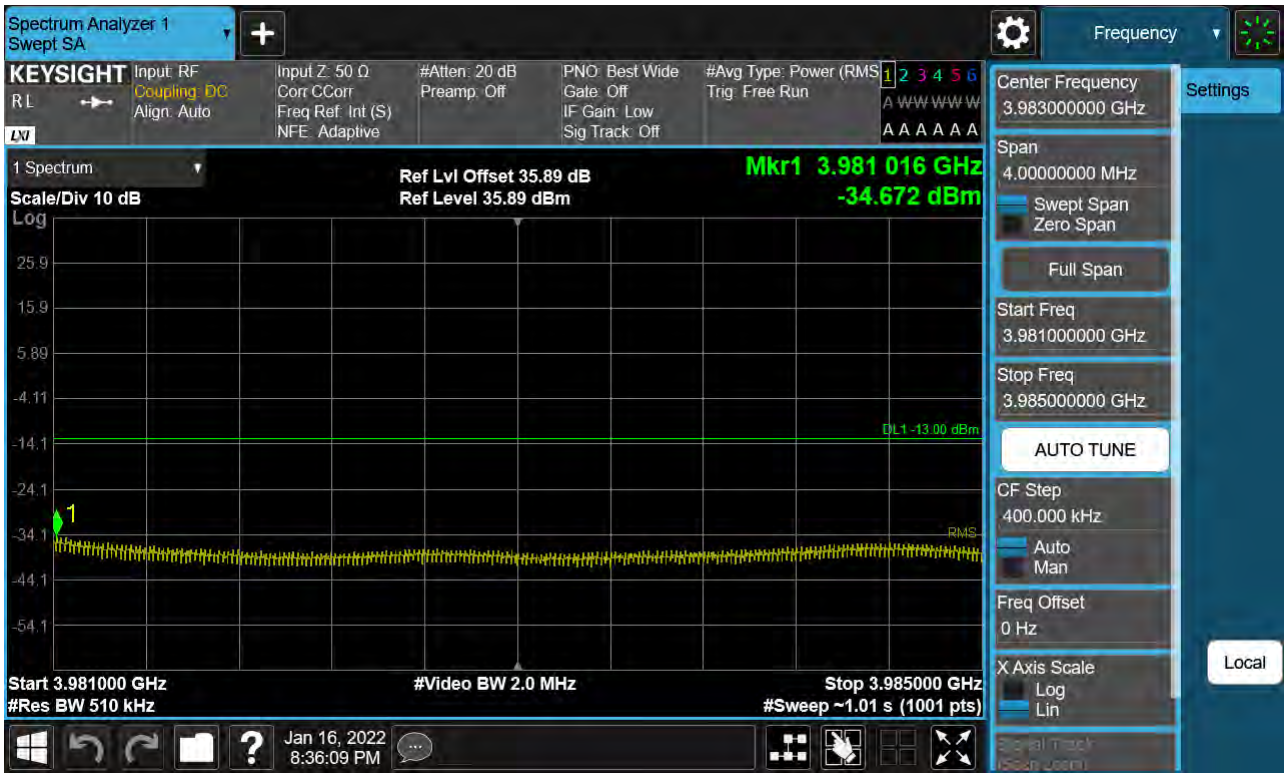 Spectrum Analyzer 1
Swept SA
+
Frequency
KEYSIGHT
RL
LXI
Input: RF
Coupling: DC
Align: Auto
Input Z: 50 Ω
Corr CCorr
Freq Ref: Int (S)
NFE: Adaptive
#Atten: 20 dB
Preamp: Off
PNO: Best Wide
Gate: Off
IF Gain: Low
Sig Track: Off
#Avg Type: Power (RMS
Trig: Free Run
1 2 3 4 5 6
A W W W W W
A A A A A A
1 Spectrum
Scale/Div 10 dB
Ref Lvl Offset 35.89 dB
Ref Level 35.89 dBm
Mkr1 3.981 016 GHz
-34.672 dBm
Log
25.9
15.9
5.89
-4.11
-14.1
-24.1
-34.1
-44.1
-54.1
DL1 -13.00 dBm
1
RMS
Start 3.981000 GHz
#Res BW 510 kHz
#Video BW 2.0 MHz
Stop 3.985000 GHz
#Sweep ~1.01 s (1001 pts)
?
Jan 16, 2022
8:36:09 PM
Center Frequency
3.983000000 GHz
Span
4.00000000 MHz
Swept Span
Zero Span
Full Span
Start Freq
3.981000000 GHz
Stop Freq
3.985000000 GHz
AUTO TUNE
CF Step
400.000 kHz
Auto
Man
Freq Offset
0 Hz
X Axis Scale
Log
Lin
Signal Track
(Span Zoom)
Settings
Local